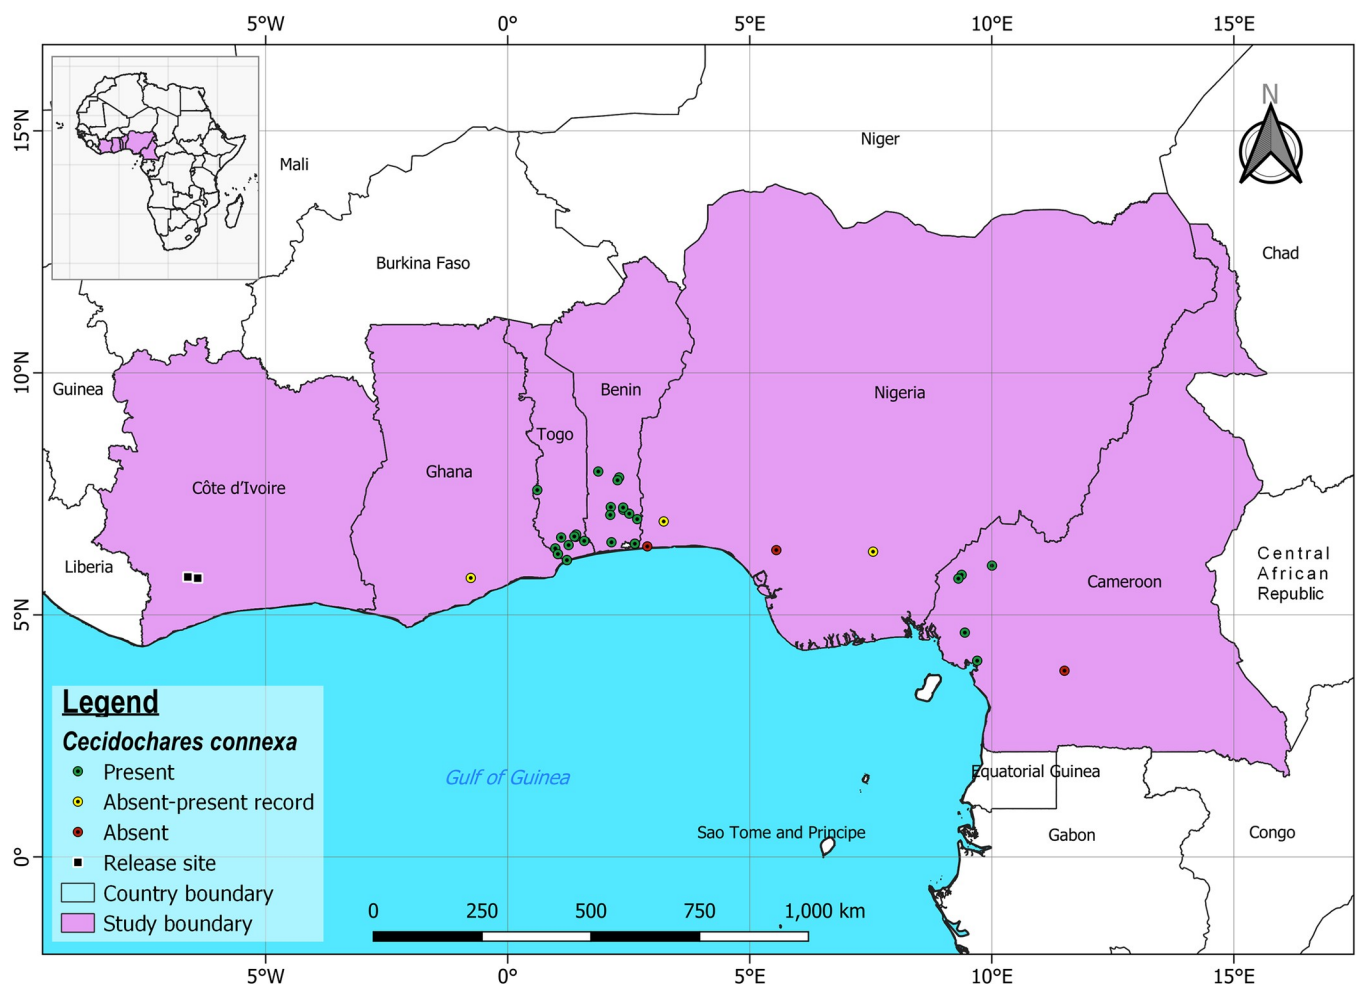 5°W 0° 5°E 10°E 15°E
N
15°N
Niger
Mali
Chad
Burkina Faso
10°N
Guinea
Benin
Nigeria
Togo
Ghana
Côte d’Ivoire
Liberia
Central
African
Republic
Cameroon
5°N
Legend
Cecidochares connexa
Present
Absent-present record
Absent
Release site
Country boundary
Study boundary
Gulf of Guinea
Equatorial Guinea
Sao Tome and Principe
Gabon
Congo
0°
0 250 500 750 1,000 km
5°W 0° 5°E 10°E 15°E